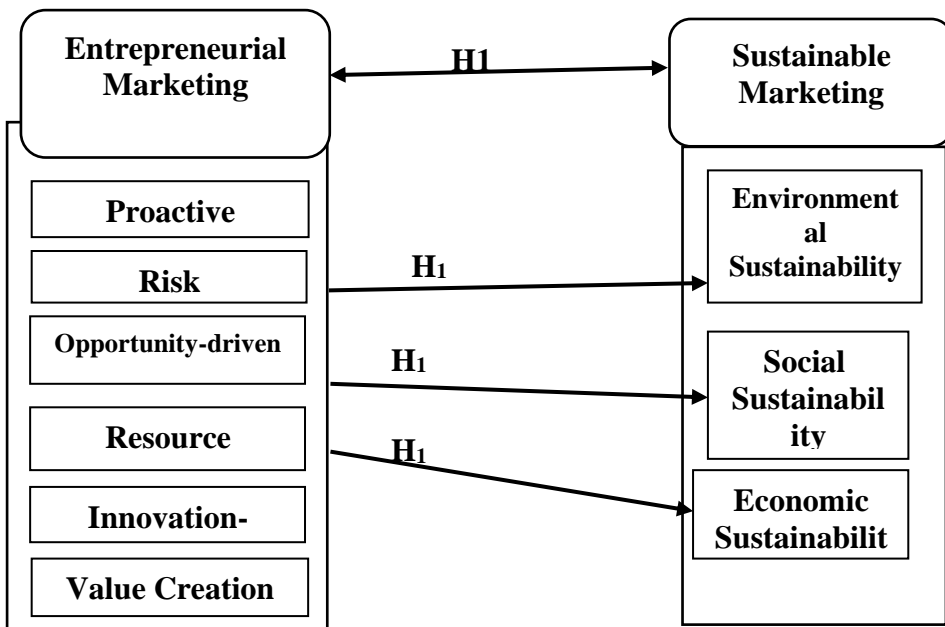 Entrepreneurial
Marketing
H1
Sustainable
Marketing
Proactive
Risk
Opportunity-driven
Resource
Innovation-
Value Creation
H₁
H₁
H₁
Environment
al
Sustainability
Social
Sustainabil
ity
Economic
Sustainabilit